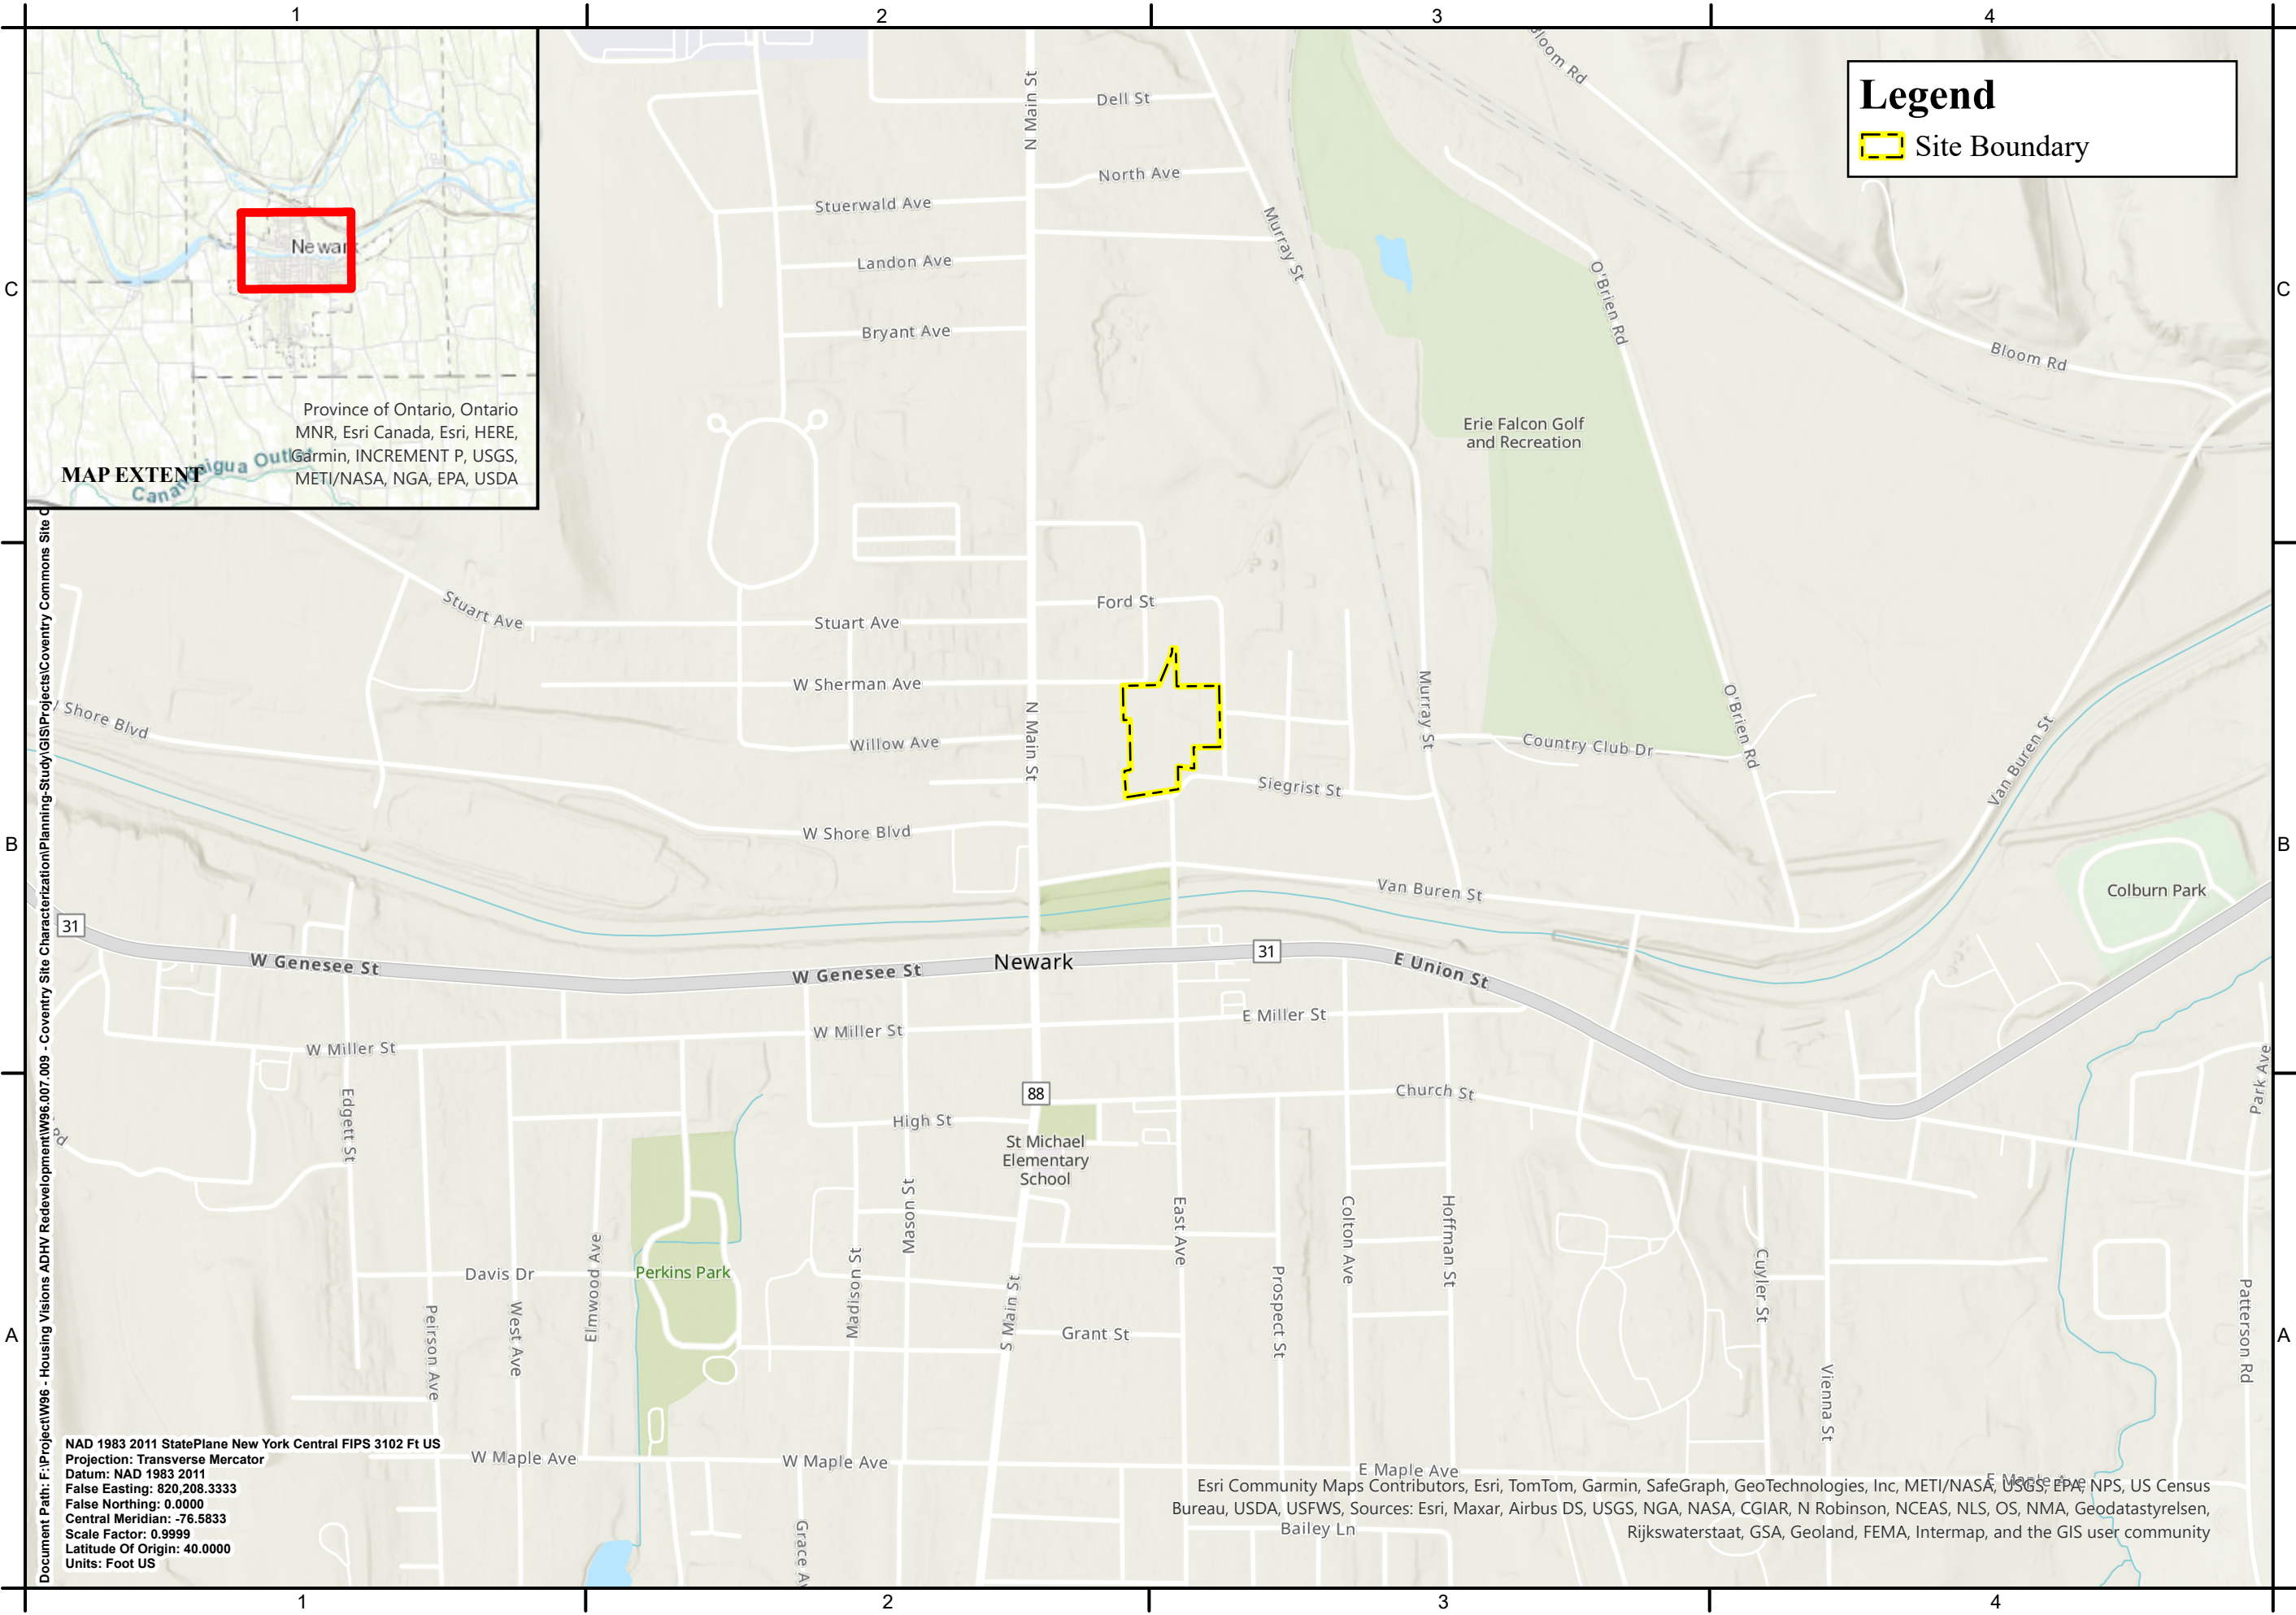 1
2
3
4
Legend
Site Boundary
Newark
Province of Ontario, Ontario
MNR, Esri Canada, Esri, HERE,
Garmin, INCREMENT P, USGS,
METI/NASA, NGA, EPA, USDA
MAP EXTENT
N Main St
Dell St
Bloom Rd
North Ave
Stuerwald Ave
Murray St
Landon Ave
O'Brien Rd
C
C
Bryant Ave
Bloom Rd
Erie Falcon Golf
and Recreation
Stuart Ave
Ford St
Stuart Ave
W Sherman Ave
Murray St
O'Brien Rd
Shore Blvd
N Main St
Willow Ave
Country Club Dr
Van Buren St
Siegrist St
W Shore Blvd
B
B
Van Buren St
Colburn Park
31
W Genesee St
W Genesee St
Newark
31
E Union St
E Miller St
W Miller St
W Miller St
Park Ave
88
Church St
Edgett St
High St
St Michael
Elementary
School
Rd
Mason St
East Ave
Colton Ave
Hoffman St
Elmwood Ave
Davis Dr
Perkins Park
Madison St
Cuyler St
Prospect St
Patterson Rd
S Main St
Grant St
A
A
Peirson Ave
West Ave
Vienna St
W Maple Ave
W Maple Ave
E Maple Ave
E Maple Ave
Bailey Ln
Grace
Document Path: F:\Project\W96 - Housing Visions ADHV Redevelopment\W96.007.009 - Coventry Site Characterization\Planning-Study\GIS\Projects\Coventry Commons Site
NAD 1983 2011 StatePlane New York Central FIPS 3102 Ft US
Projection: Transverse Mercator
Datum: NAD 1983 2011
False Easting: 820,208.3333
False Northing: 0.0000
Central Meridian: -76.5833
Scale Factor: 0.9999
Latitude Of Origin: 40.0000
Units: Foot US
Esri Community Maps Contributors, Esri, TomTom, Garmin, SafeGraph, GeoTechnologies, Inc, METI/NASA, USGS, EPA, NPS, US Census
Bureau, USDA, USFWS, Sources: Esri, Maxar, Airbus DS, USGS, NGA, NASA, CGIAR, N Robinson, NCEAS, NLS, OS, NMA, Geodatastyrelsen,
Rijkswaterstaat, GSA, Geoland, FEMA, Intermap, and the GIS user community
1
2
3
4